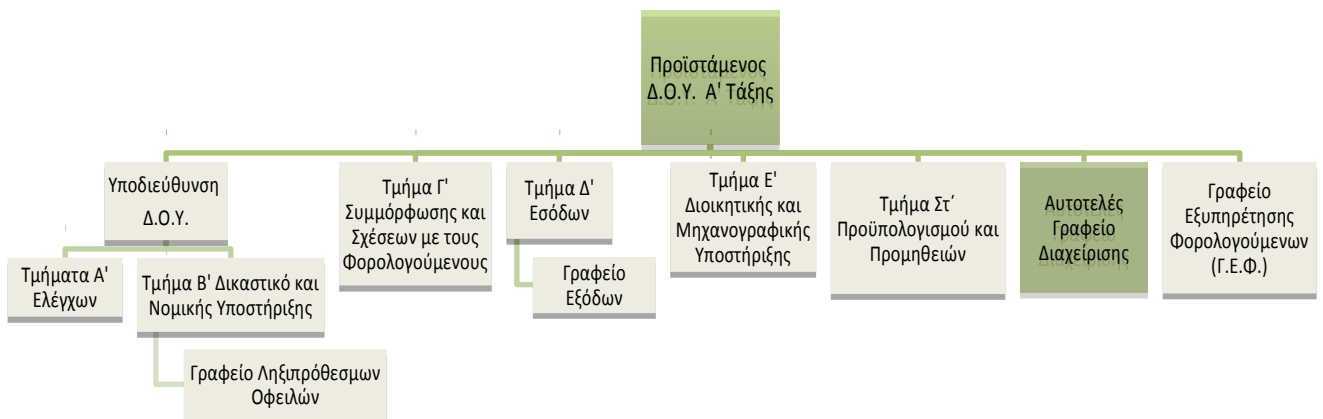 Προϊστάμενος
Δ.Ο.Υ. Α' Τάξης
Υποδιεύθυνση
Δ.Ο.Υ.
Τμήμα Γ'
Συμμόρφωσης και
Σχέσεων με τους
Φορολογούμενους
Τμήμα Δ'
Εσόδων
Τμήμα Ε'
Διοικητικής και
Μηχανογραφικής
Υποστήριξης
Τμήμα Στ΄
Προϋπολογισμού και
Προμηθειών
Αυτοτελές
Γραφείο
Διαχείρισης
Γραφείο
Εξυπηρέτησης
Φορολογούμενων
(Γ.Ε.Φ.)
Τμήματα Α'
Ελέγχων
Τμήμα Β' Δικαστικό και
Νομικής Υποστήριξης
Γραφείο
Εξόδων
Γραφείο Ληξιπρόθεσμων
Οφειλών